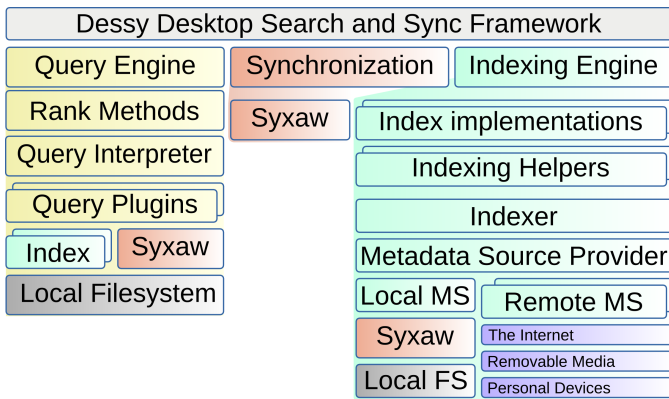 Dessy Desktop Search and Sync Framework
Query Engine
Synchronization
Indexing Engine
Rank Methods
Syxaw
Index implementations
Query Interpreter
Indexing Helpers
Query Plugins
Indexer
Index
Syxaw
Metadata Source Provider
Local Filesystem
Local MS
Remote MS
Syxaw
The Internet
Removable Media
Local FS
Personal Devices